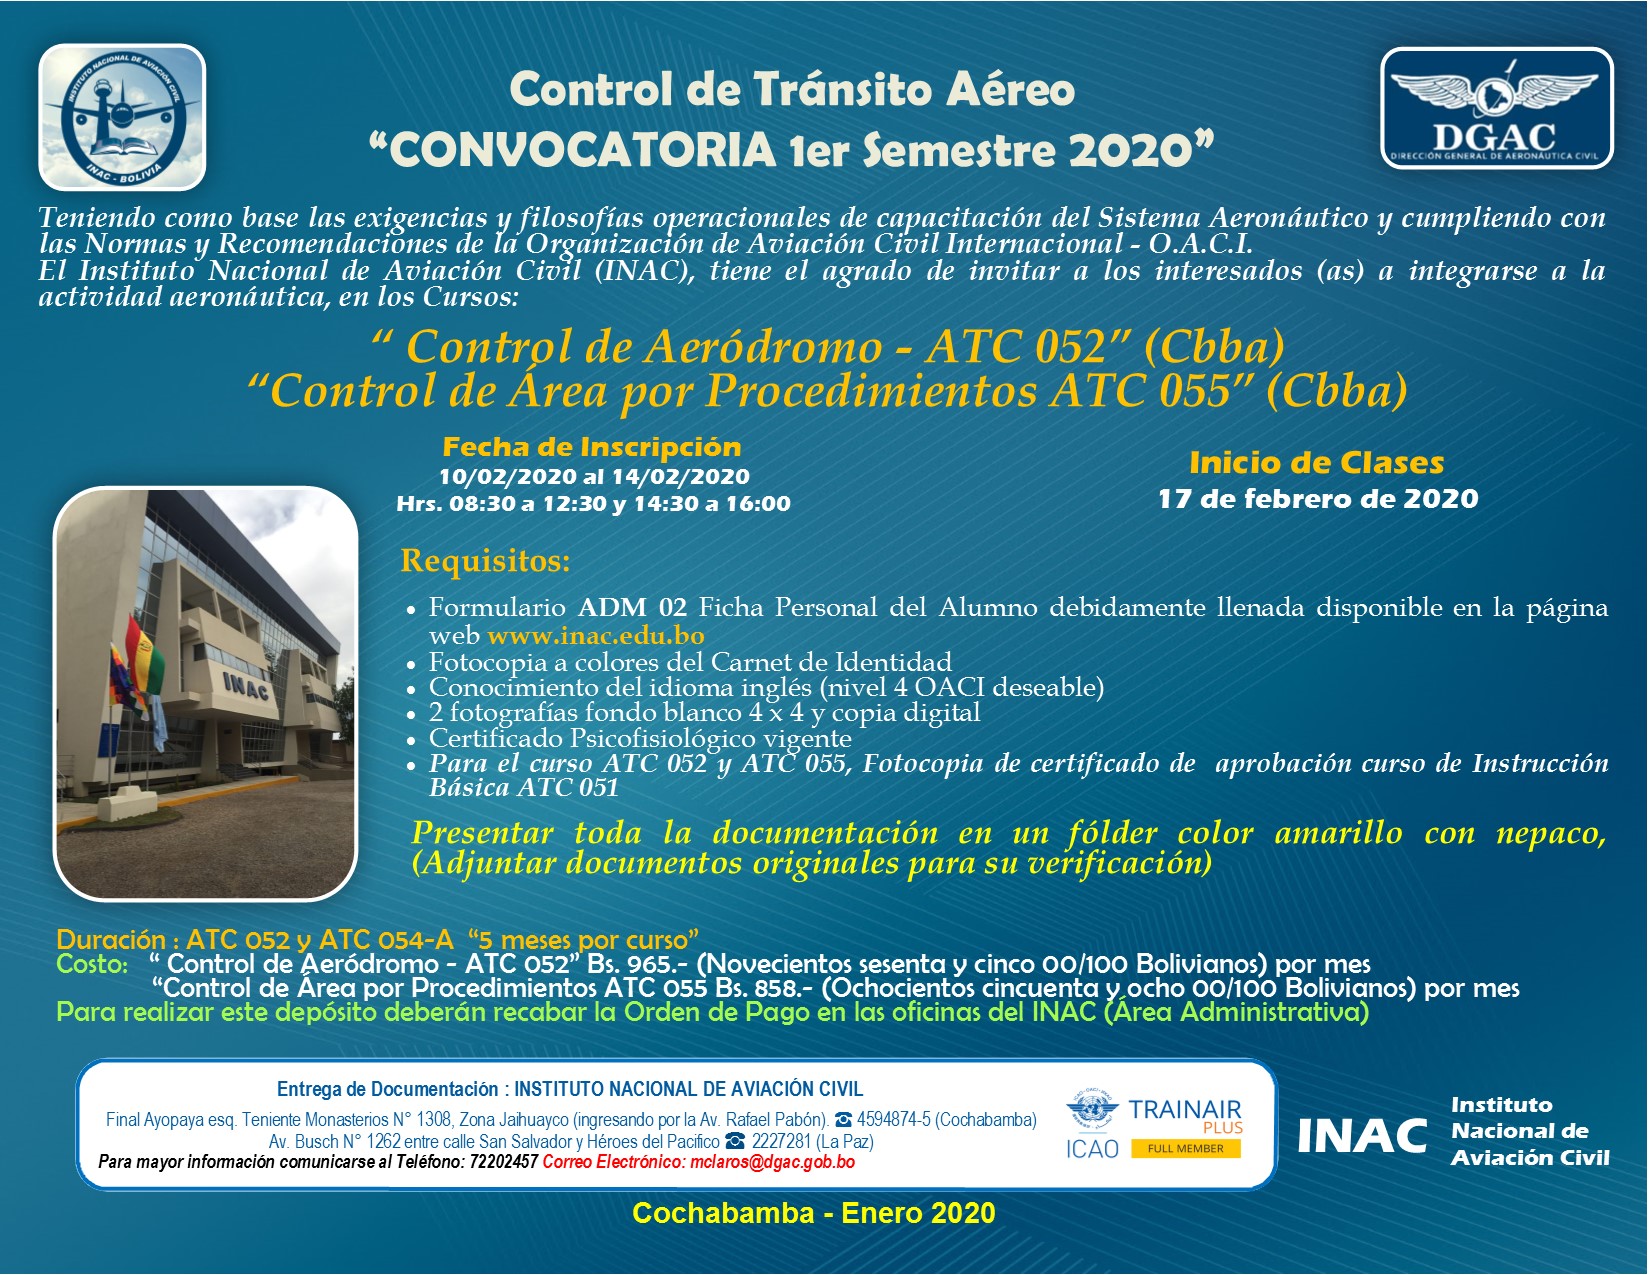 INSTITUTO NACIONAL DE AVIACIÓN CIVIL
INAC - BOLIVIA
Control de Tránsito Aéreo
“CONVOCATORIA 1er Semestre 2020”
DGAC
DIRECCIÓN GENERAL DE AERONÁUTICA CIVIL
Teniendo como base las exigencias y filosofías operacionales de capacitación del Sistema Aeronáutico y cumpliendo con
las Normas y Recomendaciones de la Organización de Aviación Civil Internacional - O.A.C.I.
El Instituto Nacional de Aviación Civil (INAC), tiene el agrado de invitar a los interesados (as) a integrarse a la
actividad aeronáutica, en los Cursos:
“ Control de Aeródromo - ATC 052” (Cbba)
“Control de Área por Procedimientos ATC 055” (Cbba)
Fecha de Inscripción
10/02/2020 al 14/02/2020
Hrs. 08:30 a 12:30 y 14:30 a 16:00
Inicio de Clases
17 de febrero de 2020
INAC
Requisitos:
• Formulario ADM 02 Ficha Personal del Alumno debidamente llenada disponible en la página
web www.inac.edu.bo
• Fotocopia a colores del Carnet de Identidad
• Conocimiento del idioma inglés (nivel 4 OACI deseable)
• 2 fotografías fondo blanco 4 x 4 y copia digital
• Certificado Psicofisiológico vigente
• Para el curso ATC 052 y ATC 055, Fotocopia de certificado de aprobación curso de Instrucción
Básica ATC 051
Presentar toda la documentación en un fólder color amarillo con nepaco,
(Adjuntar documentos originales para su verificación)
Duración : ATC 052 y ATC 054-A “5 meses por curso”
Costo: “ Control de Aeródromo - ATC 052” Bs. 965.- (Novecientos sesenta y cinco 00/100 Bolivianos) por mes
“Control de Área por Procedimientos ATC 055 Bs. 858.- (Ochocientos cincuenta y ocho 00/100 Bolivianos) por mes
Para realizar este depósito deberán recabar la Orden de Pago en las oficinas del INAC (Área Administrativa)
Entrega de Documentación : INSTITUTO NACIONAL DE AVIACIÓN CIVIL
Final Ayopaya esq. Teniente Monasterios N° 1308, Zona Jaihuayco (ingresando por la Av. Rafael Pabón). ☎ 4594874-5 (Cochabamba)
Av. Busch N° 1262 entre calle San Salvador y Héroes del Pacifico ☎ 2227281 (La Paz)
Para mayor información comunicarse al Teléfono: 72202457 Correo Electrónico: mclaros@dgac.gob.bo
ICAO
TRAINAIR
PLUS
FULL MEMBER
INAC
Instituto
Nacional de
Aviación Civil
Cochabamba - Enero 2020